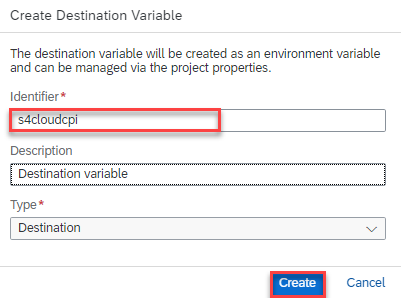 Create Destination Variable
The destination variable will be created as an environment variable
and can be managed via the project properties.
Identifier*
s4cloudcpi
Description
Destination variable
Type*
Destination
Create Cancel